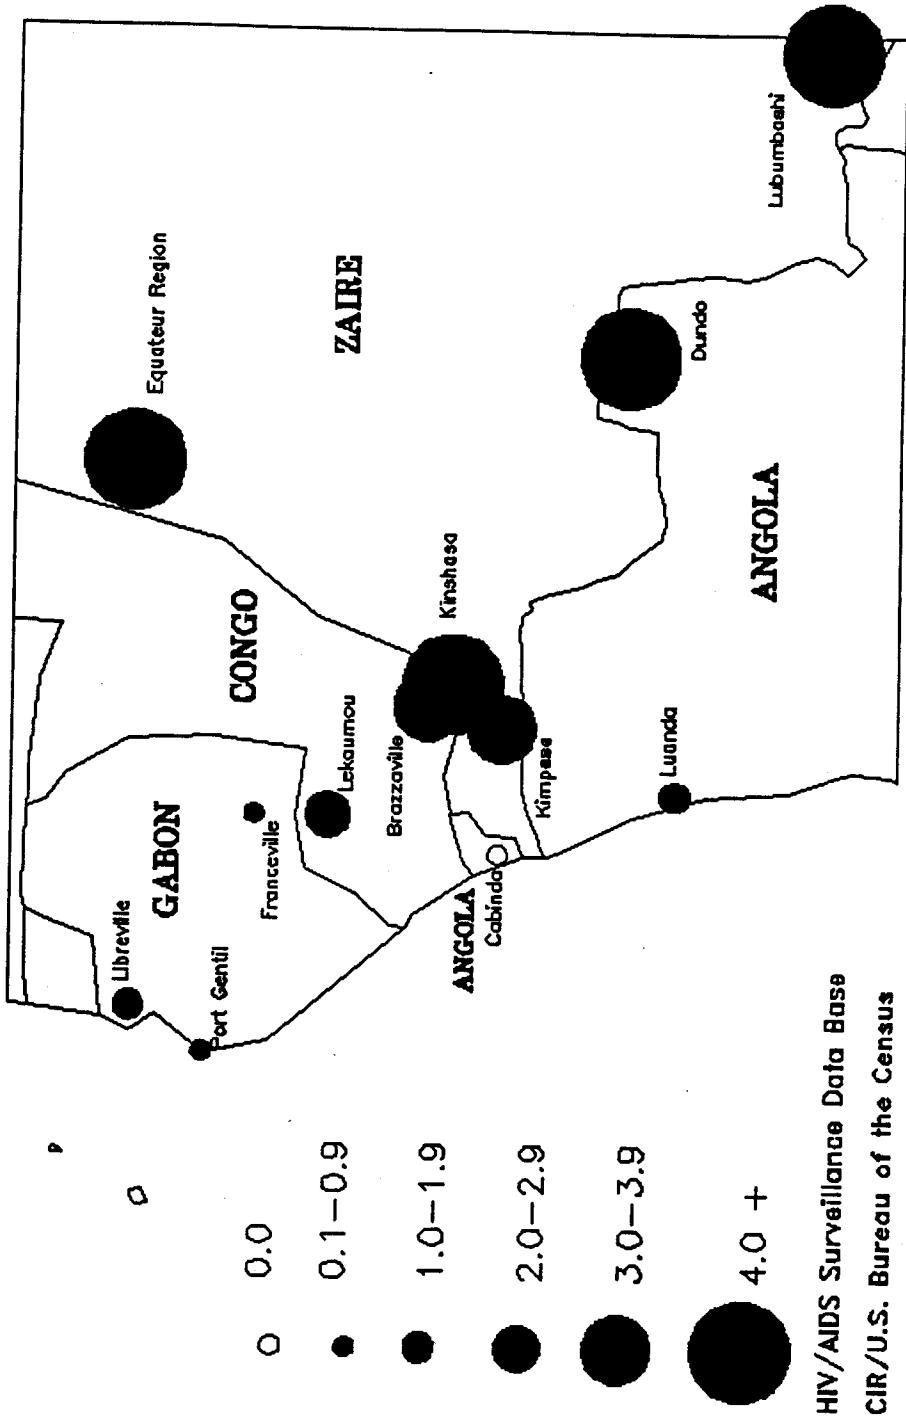 Equateur Region
ZAIRE
Lubumbashi
CONGO
Kinshasa
Dundo
GABON
Lekoumou
Brazzaville
ANGOLA
Libreville
Franceville
Kimpese
Luanda
Port Gentil
ANGOLA
Cabinda
0.0
0.1-0.9
1.0-1.9
2.0-2.9
3.0-3.9
4.0 +
HIV/AIDS Surveillance Data Base
CIR/U.S. Bureau of the Census